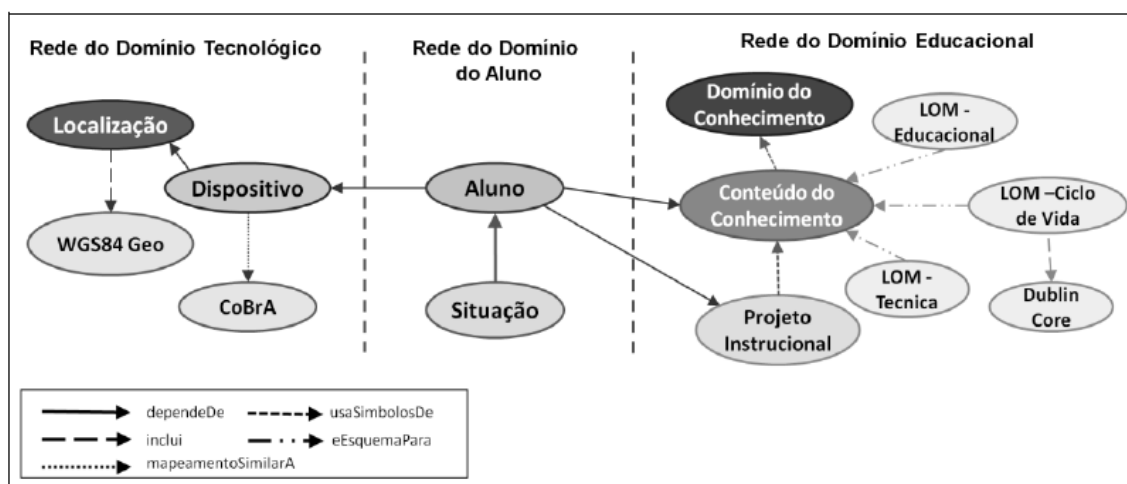 Rede do Domínio Tecnológico
Rede do Domínio
do Aluno
Rede do Domínio Educacional
Localização
Dispositivo
WGS84 Geo
CoBrA
Aluno
Situação
Domínio do
Conhecimento
LOM -
Educacional
Conteúdo do
Conhecimento
LOM –Ciclo
de Vida
LOM -
Tecnica
Dublin
Core
Projeto
Instrucional
dependeDe
usaSimbolosDe
inclui
eEsquemaPara
mapeamentoSimilarA